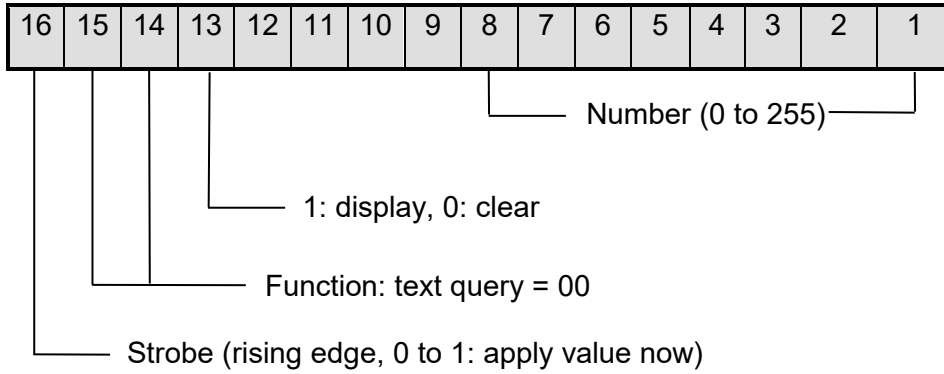 16 15 14 13 12 11 10 9 8 7 6 5 4 3 2 1
Number (0 to 255)
1: display, 0: clear
Function: text query = 00
Strobe (rising edge, 0 to 1: apply value now)